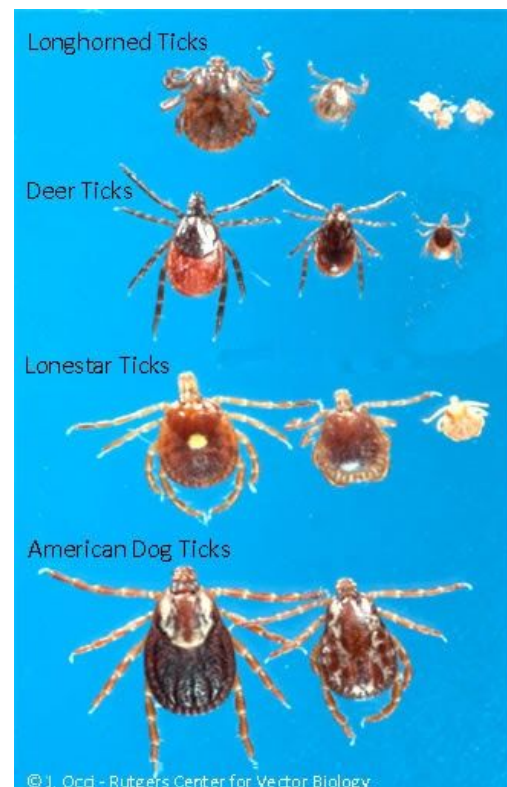 Longhorned Ticks
Deer Ticks
Lonestar Ticks
American Dog Ticks
© J. Occi - Rutgers Center for Vector Biology